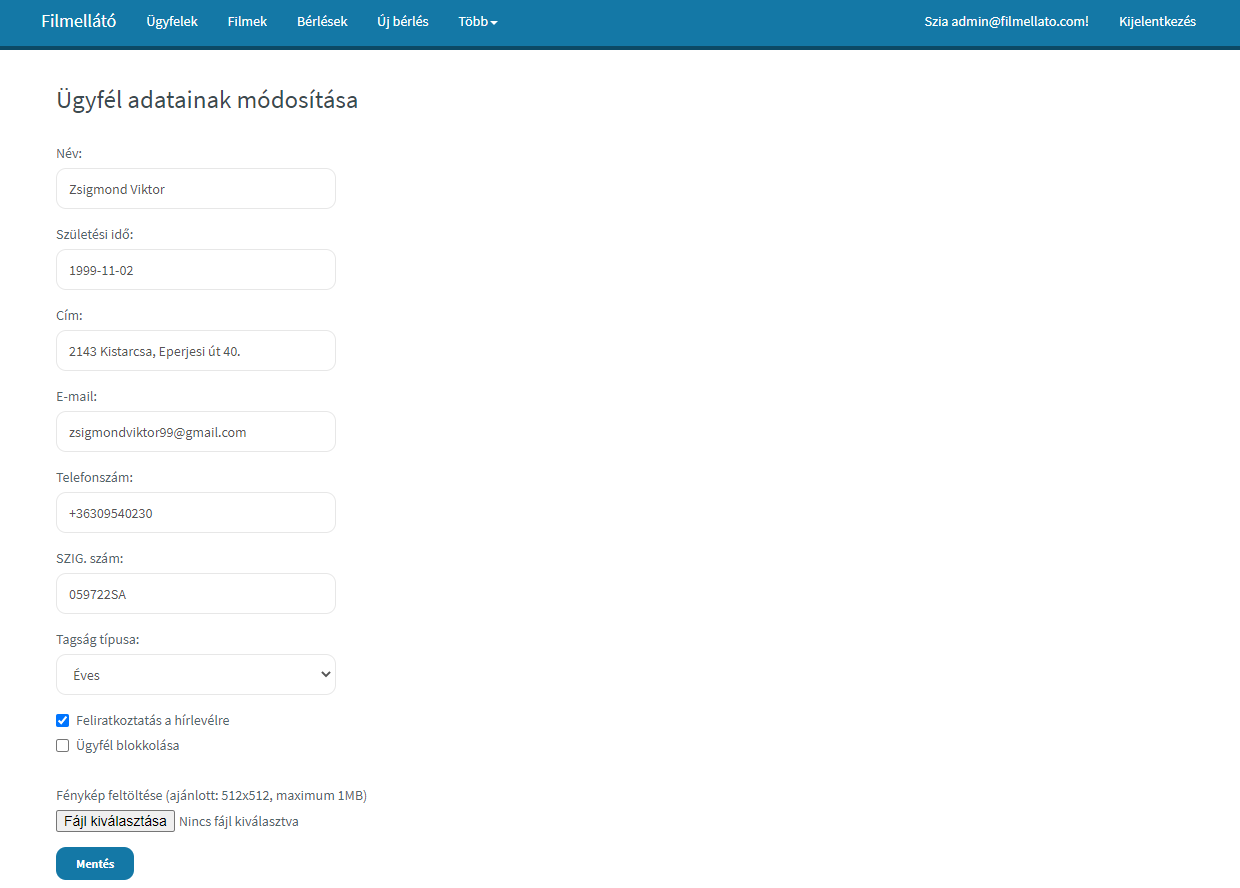 Filmellátó Ügyfelek Filmek Bérlések Új bérlés Több Szia admin@filmellato.com! Kijelentkezés
Ügyfél adatainak módosítása
Név:
Zsigmond Viktor
Születési idő:
1999-11-02
Cím:
2143 Kistarcsa, Eperjesi út 40.
E-mail:
zsigmondviktor99@gmail.com
Telefonszám:
+36309540230
SZIG. szám:
059722SA
Tagság típusa:
Éves
Feliratkoztatás a hírlevélre
Ügyfél blokkolása
Fénykép feltöltése (ajánlott: 512x512, maximum 1MB)
Fájl kiválasztása Nincs fájl kiválasztva
Mentés